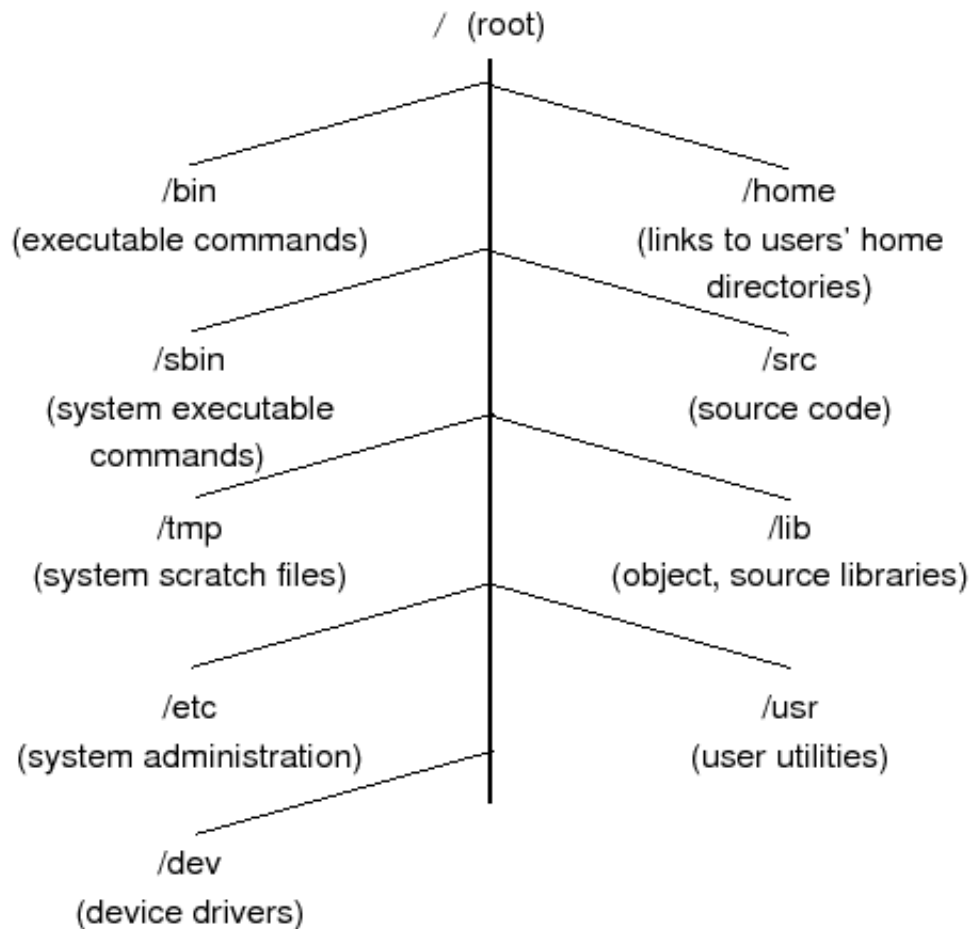 / (root)
/bin
(executable commands)
/home
(links to users' home
directories)
/sbin
(system executable
commands)
/src
(source code)
/tmp
(system scratch files)
/lib
(object, source libraries)
/etc
(system administration)
/usr
(user utilities)
/dev
(device drivers)